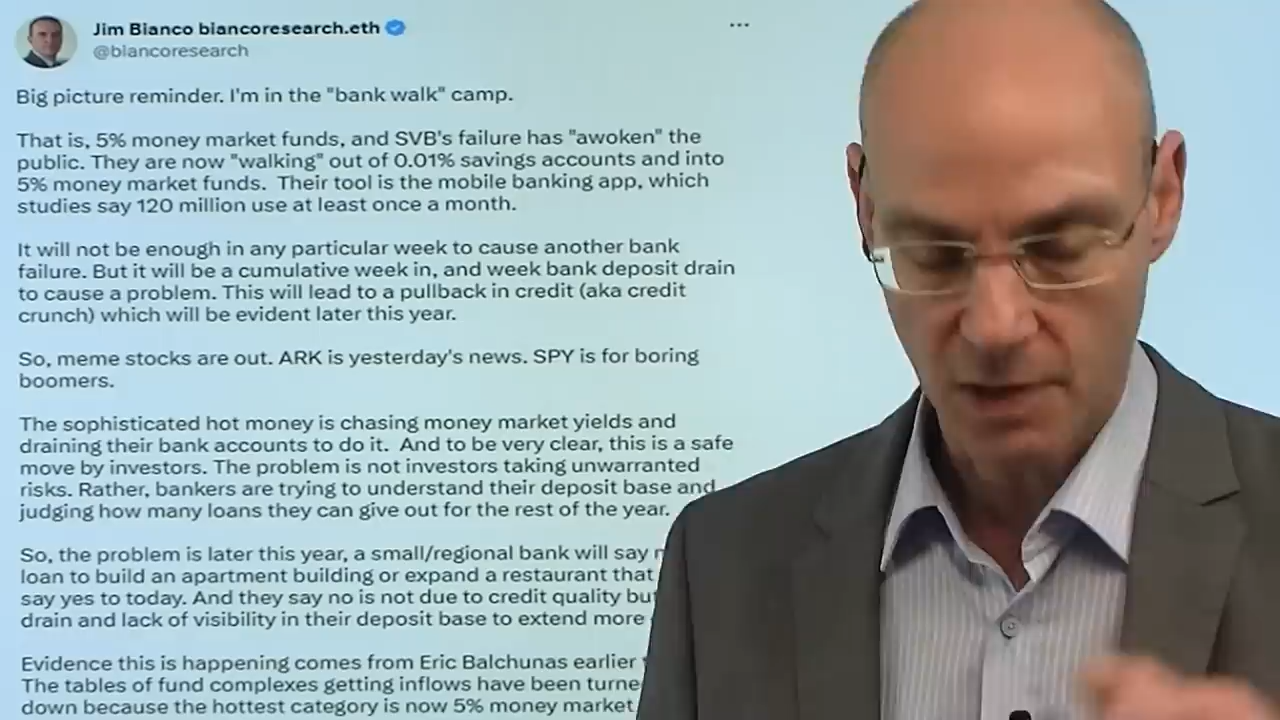 Jim Bianco biancoresearch.eth
@biancoresearch
Big picture reminder. I'm in the "bank walk" camp.
That is, 5% money market funds, and SVB's failure has "awoken" the
public. They are now "walking" out of 0.01% savings accounts and into
5% money market funds. Their tool is the mobile banking app, which
studies say 120 million use at least once a month.
It will not be enough in any particular week to cause another bank
failure. But it will be a cumulative week in, and week bank deposit drain
to cause a problem. This will lead to a pullback in credit (aka credit
crunch) which will be evident later this year.
So, meme stocks are out. ARK is yesterday's news. SPY is for boring
boomers.
The sophisticated hot money is chasing money market yields and
draining their bank accounts to do it. And to be very clear, this is a safe
move by investors. The problem is not investors taking unwarranted
risks. Rather, bankers are trying to understand their deposit base and
judging how many loans they can give out for the rest of the year.
So, the problem is later this year, a small/regional bank will say
loan to build an apartment building or expand a restaurant that
say yes to today. And they say no is not due to credit quality
drain and lack of visibility in their deposit base to extend more
Evidence this is happening comes from Eric Balchunas earlier
The tables of fund complexes getting inflows have been
down because the hottest category is now 5% money market